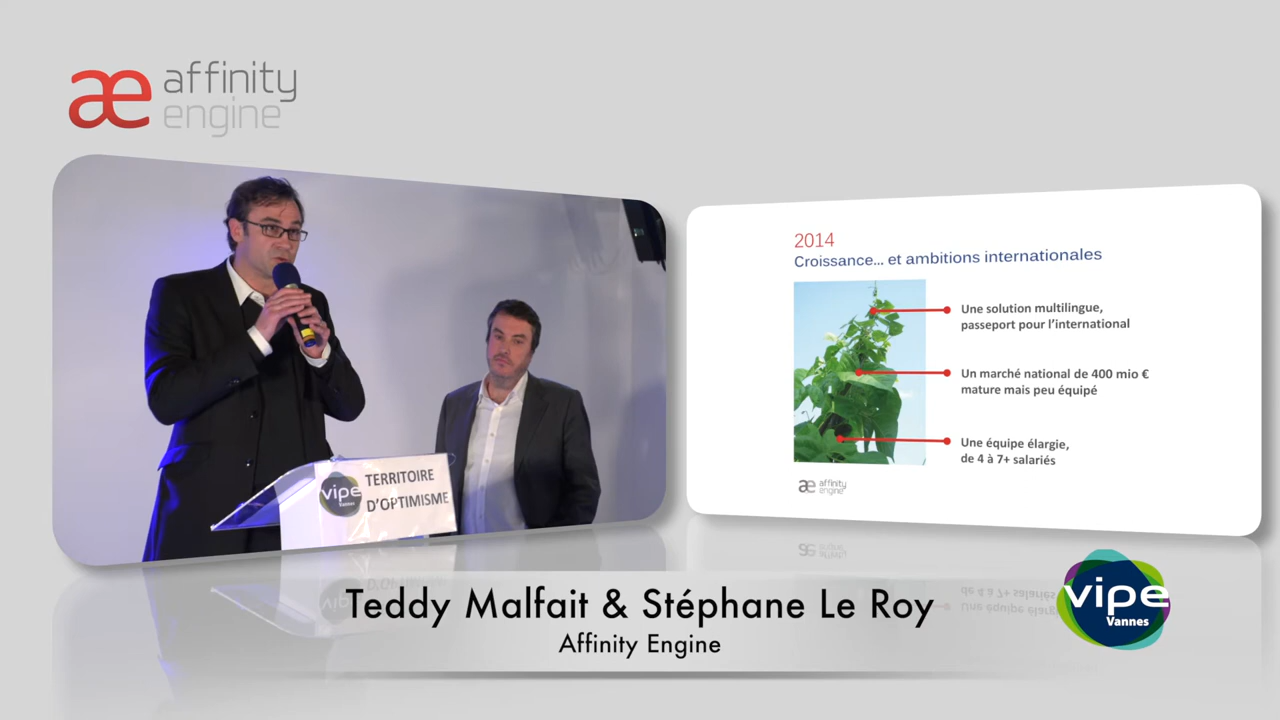 æ affinity
engine
vipe
Vannes
TERRITOIRE
D'OPTIMISME
2014
Croissance... et ambitions internationales
Une solution multilingue,
passeport pour l'international
Un marché national de 400 mio €
mature mais peu équipé
Une équipe élargie,
de 4 à 7+ salariés
æ affinity
engine
Teddy Malfait & Stéphane Le Roy
Affinity Engine
vipe
Vannes